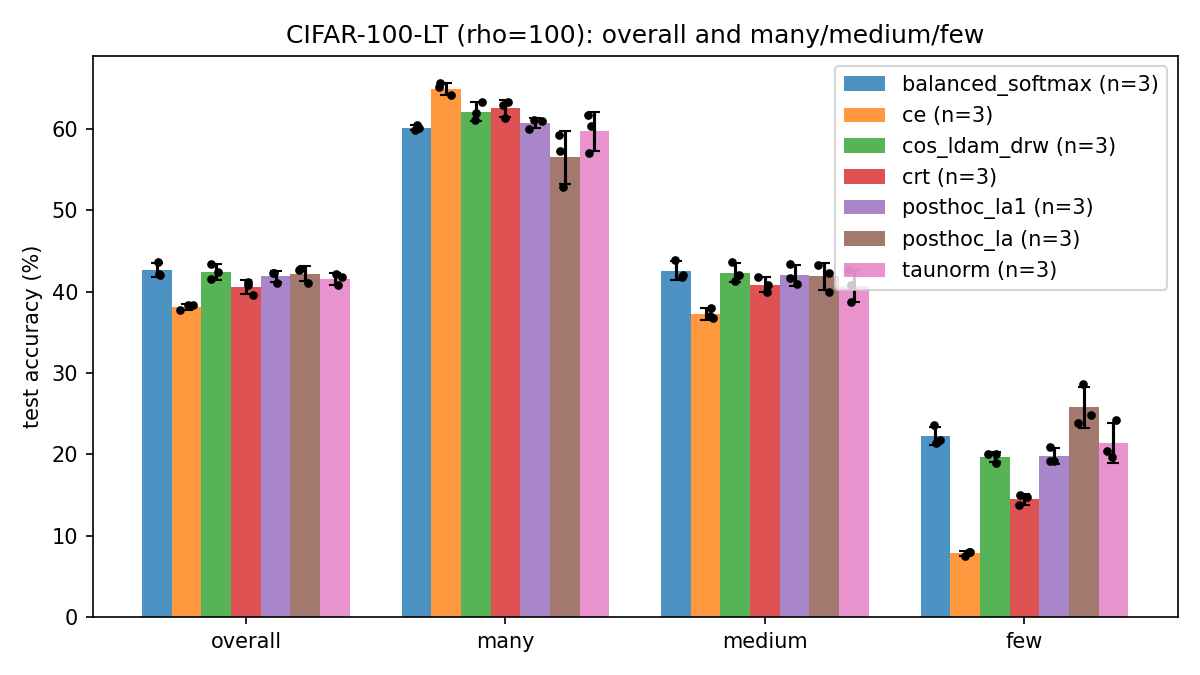 CIFAR-100-LT (rho=100): overall and many/medium/few
test accuracy (%)
60
50
40
30
20
10
0
overall
many
medium
few
balanced_softmax (n=3)
ce (n=3)
cos_ldam_drw (n=3)
crt (n=3)
posthoc_la1 (n=3)
posthoc_la (n=3)
taunorm (n=3)